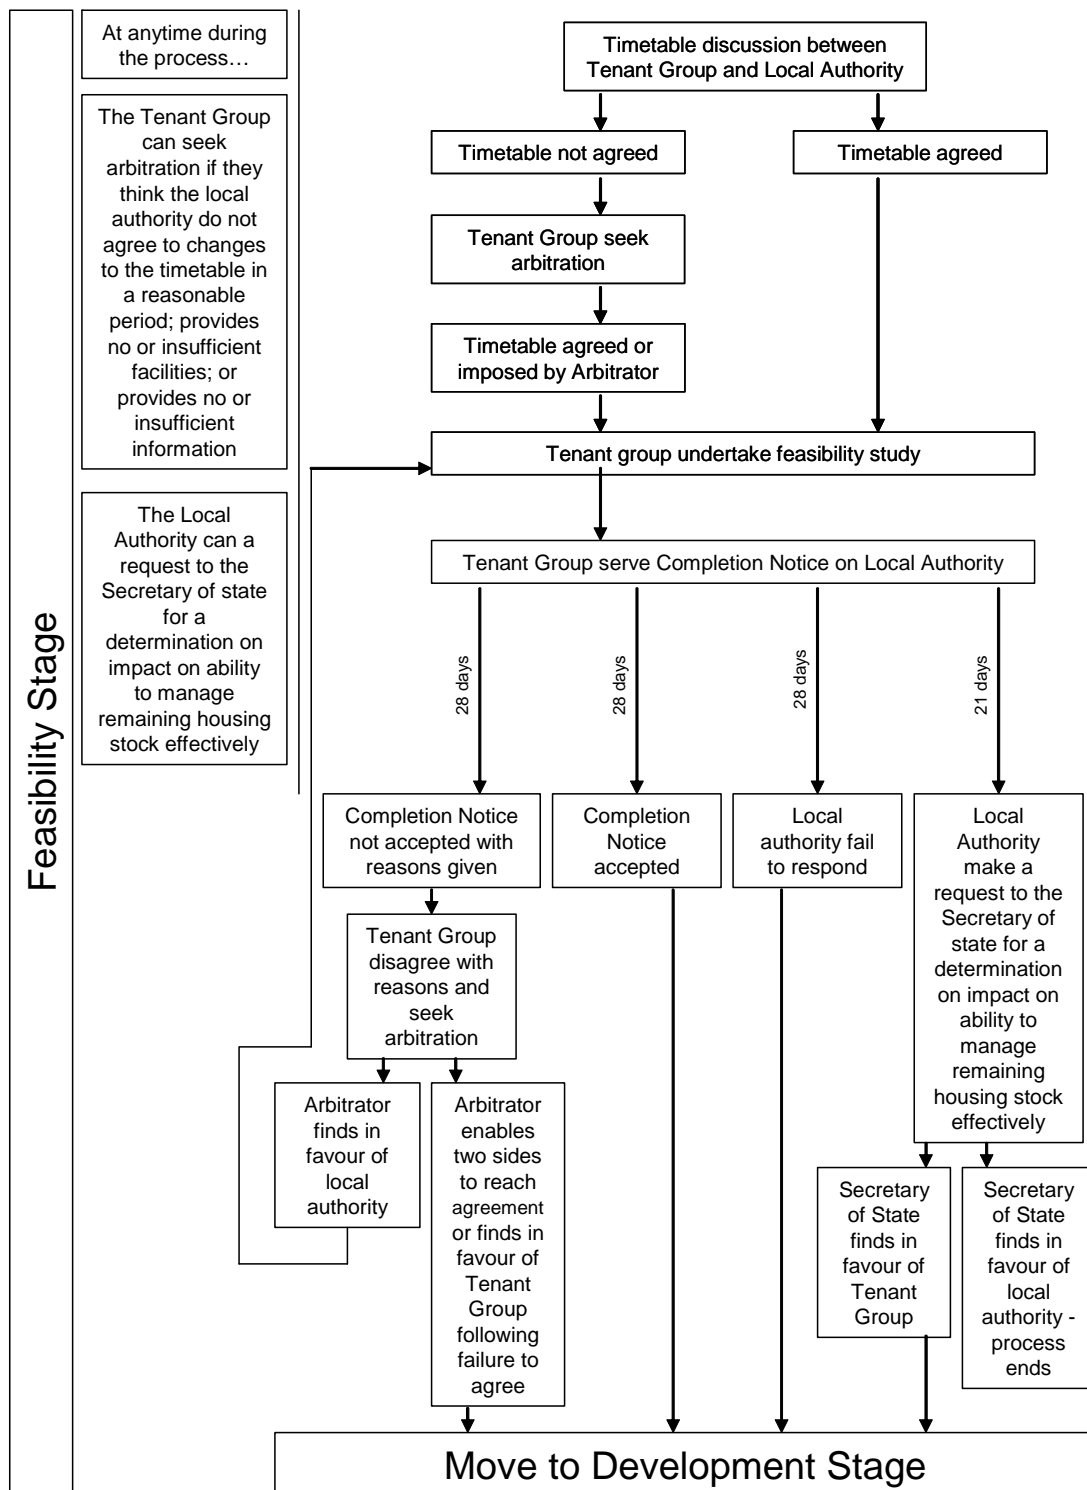 Feasibility Stage
At anytime during
the process…
The Tenant Group
can seek
arbitration if they
think the local
authority do not
agree to changes
to the timetable in
a reasonable
period; provides
no or insufficient
facilities; or
provides no or
insufficient
information
The Local
Authority can a
request to the
Secretary of state
for a
determination on
impact on ability
to manage
remaining housing
stock effectively
Timetable discussion between
Tenant Group and Local Authority
Timetable not agreed
Timetable agreed
Tenant Group seek
arbitration
Timetable agreed or
imposed by Arbitrator
Tenant group undertake feasibility study
Tenant Group serve Completion Notice on Local Authority
28 days
28 days
28 days
21 days
Completion Notice
not accepted with
reasons given
Completion
Notice
accepted
Local
authority fail
to respond
Local
Authority
make a
request to the
Secretary of
state for a
determination
on impact on
ability to
manage
remaining
housing stock
effectively
Tenant Group
disagree with
reasons and
seek
arbitration
Arbitrator
finds in
favour of
local
authority
Arbitrator
enables
two sides
to reach
agreement
or finds in
favour of
Tenant
Group
following
failure to
agree
Secretary
of State
finds in
favour of
Tenant
Group
Secretary
of State
finds in
favour of
local
authority -
process
ends
Move to Development Stage